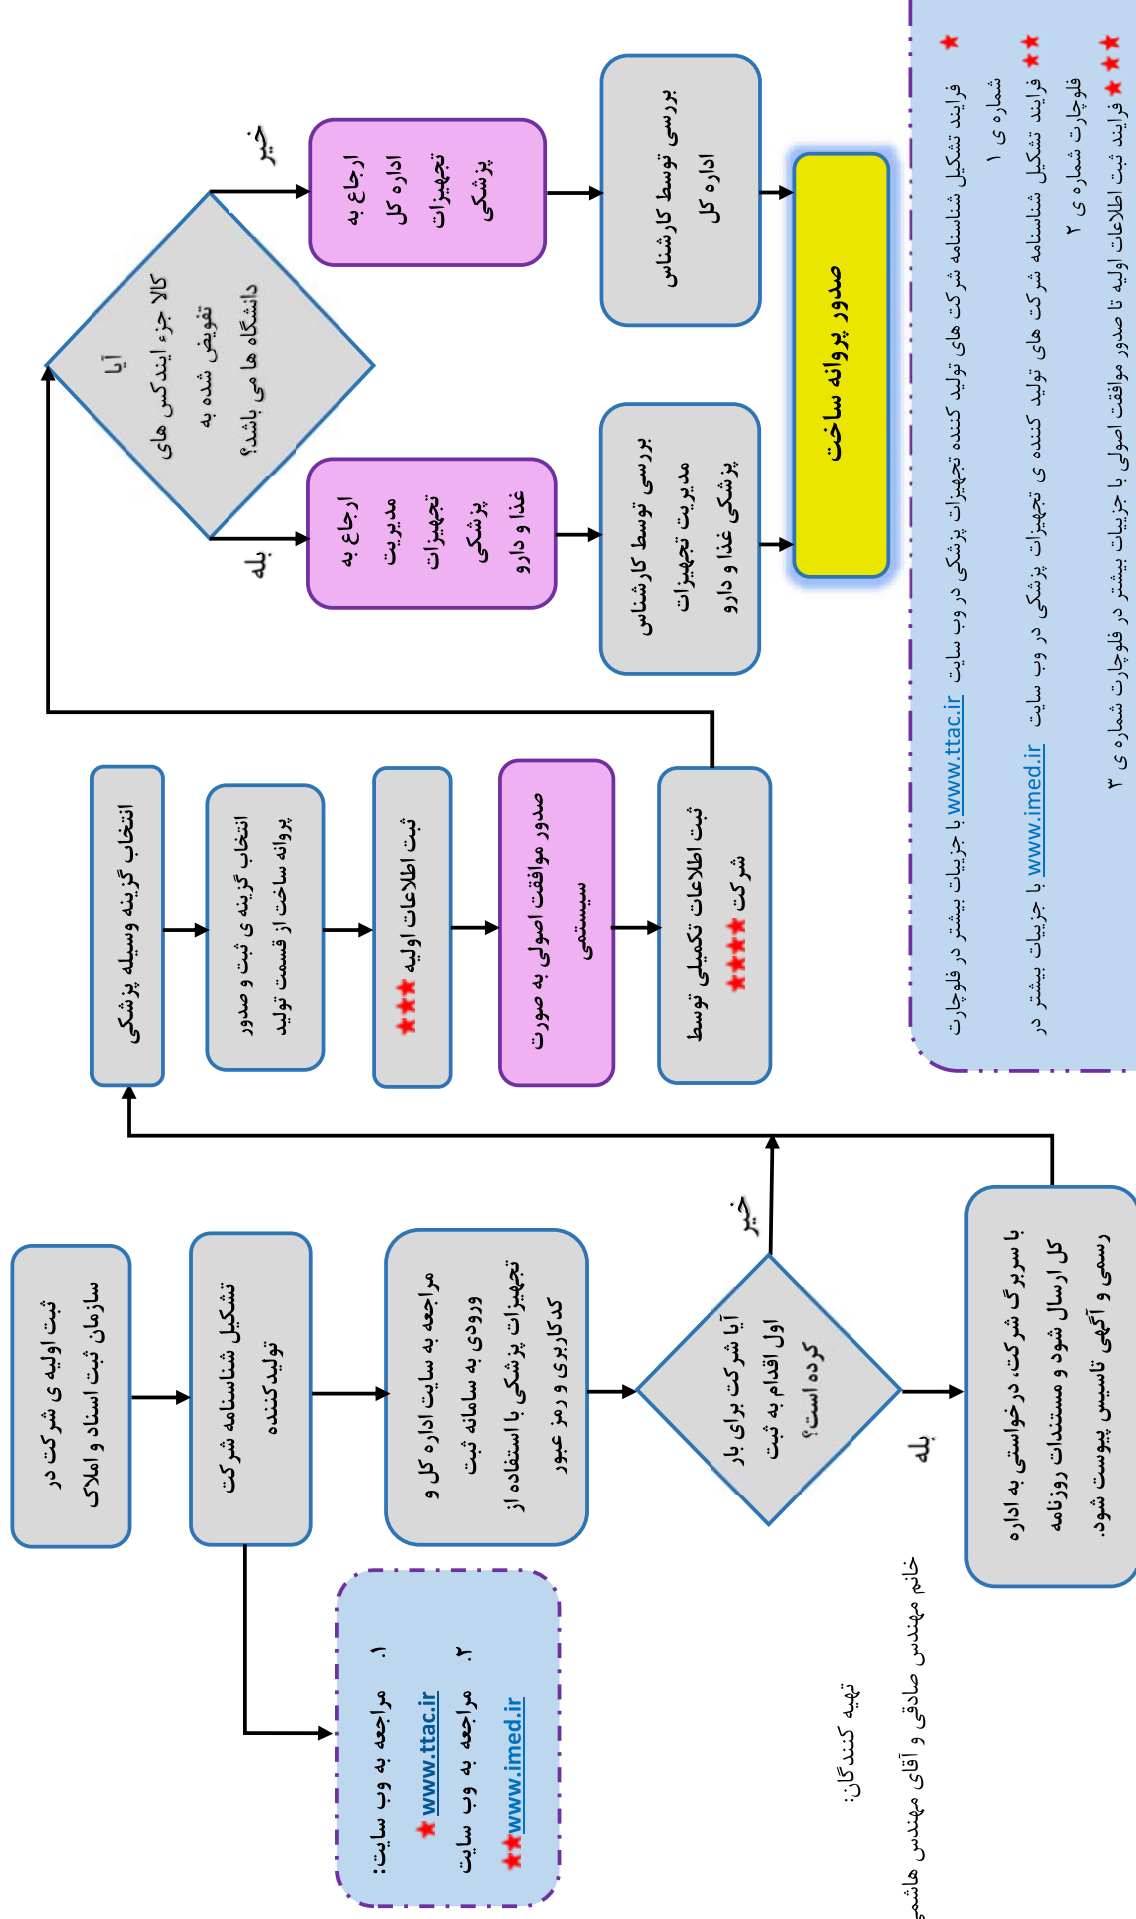 ثبت اولیه ی شرکت در
سازمان ثبت اسناد و املاک
تشکیل شناسنامه شرکت
تولیدکننده
۱. مراجعه به وب سایت:
www.ttac.ir ★
۲. مراجعه به وب سایت
www.imed.ir★★
مراجعه به سایت اداره کل و
ورودی به سامانه ثبت
تجهیزات پزشکی با استفاده از
کدکاربری و رمز عبور
آیا شرکت برای بار
اول اقدام به ثبت
کرده است؟
خیر
بله
با سربرگ شرکت، درخواستی به اداره
کل ارسال شود و مستندات روزنامه
رسمی و آگهی تاسیس پیوست شود.
انتخاب گزینه وسیله پزشکی
انتخاب گزینه ی ثبت و صدور
پروانه ساخت از قسمت تولید
ثبت اطلاعات اولیه ★★★
صدور موافقت اصولی به صورت
سیستمی
ثبت اطلاعات تکمیلی توسط
شرکت ★★★★
آیا
کالا جزء ایندکس های
تفویض شده به
دانشگاه ها می باشد؟
خیر
بله
ارجاع به
اداره کل
تجهیزات
پزشکی
بررسی توسط کارشناس
اداره کل
ارجاع به
مدیریت
تجهیزات
پزشکی
غذا و دارو
بررسی توسط کارشناس
مدیریت تجهیزات
پزشکی غذا و دارو
صدور پروانه ساخت
★ فرایند تشکیل شناسنامه شرکت های تولید کننده تجهیزات پزشکی در وب سایت www.ttac.ir با جزییات بیشتر در فلوچارت
شماره ی ۱
★★ فرایند تشکیل شناسنامه شرکت های تولید کننده ی تجهیزات پزشکی در وب سایت www.imed.ir با جزییات بیشتر در
فلوچارت شماره ی ۲
★★★ فرایند ثبت اطلاعات اولیه تا صدور موافقت اصولی با جزییات بیشتر در فلوچارت شماره ی ۳
تهیه کنندگان:
خانم مهندس صادقی و آقای مهندس هاشمی